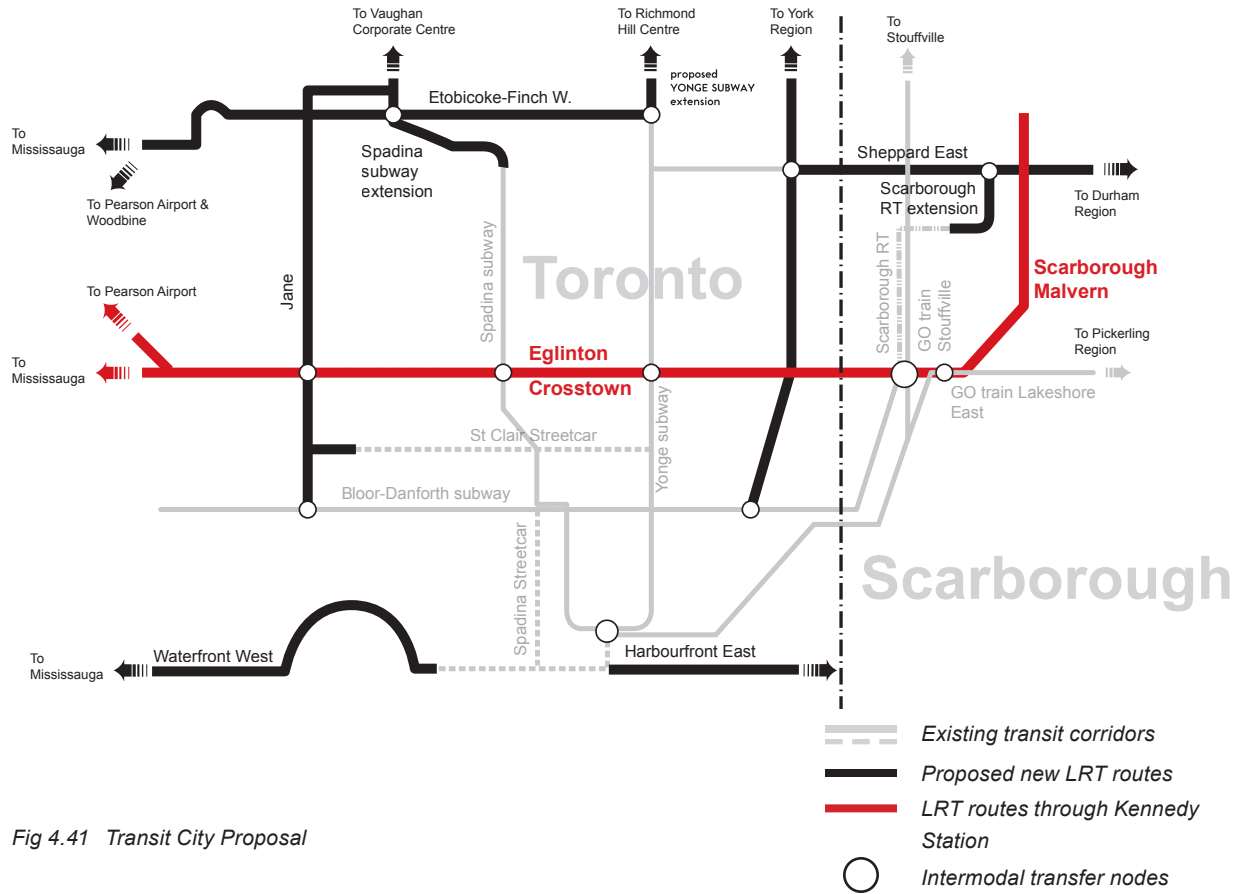 To Vaughan
Corporate Centre
To Richmond
Hill Centre
To York
Region
To
Stouffville
proposed
YONGE SUBWAY
extension
Etobicoke-Finch W.
To
Mississauga
Spadina
subway
extension
Sheppard East
Scarborough
RT extension
To Pearson Airport &
Woodbine
To Durham
Region
Jane
Spadina subway
Toronto
Scarborough RT
GO train
Stouffville
Scarborough
Malvern
To Pearson Airport
To Pickerling
Region
To
Mississauga
Eglinton
Crosstown
GO train Lakeshore
East
St Clair Streetcar
Yonge subway
Bloor-Danforth subway
Spadina Streetcar
Scarborough
To
Mississauga
Waterfront West
Harbourfront East
Existing transit corridors
Proposed new LRT routes
LRT routes through Kennedy
Station
Intermodal transfer nodes
Fig 4.41 Transit City Proposal